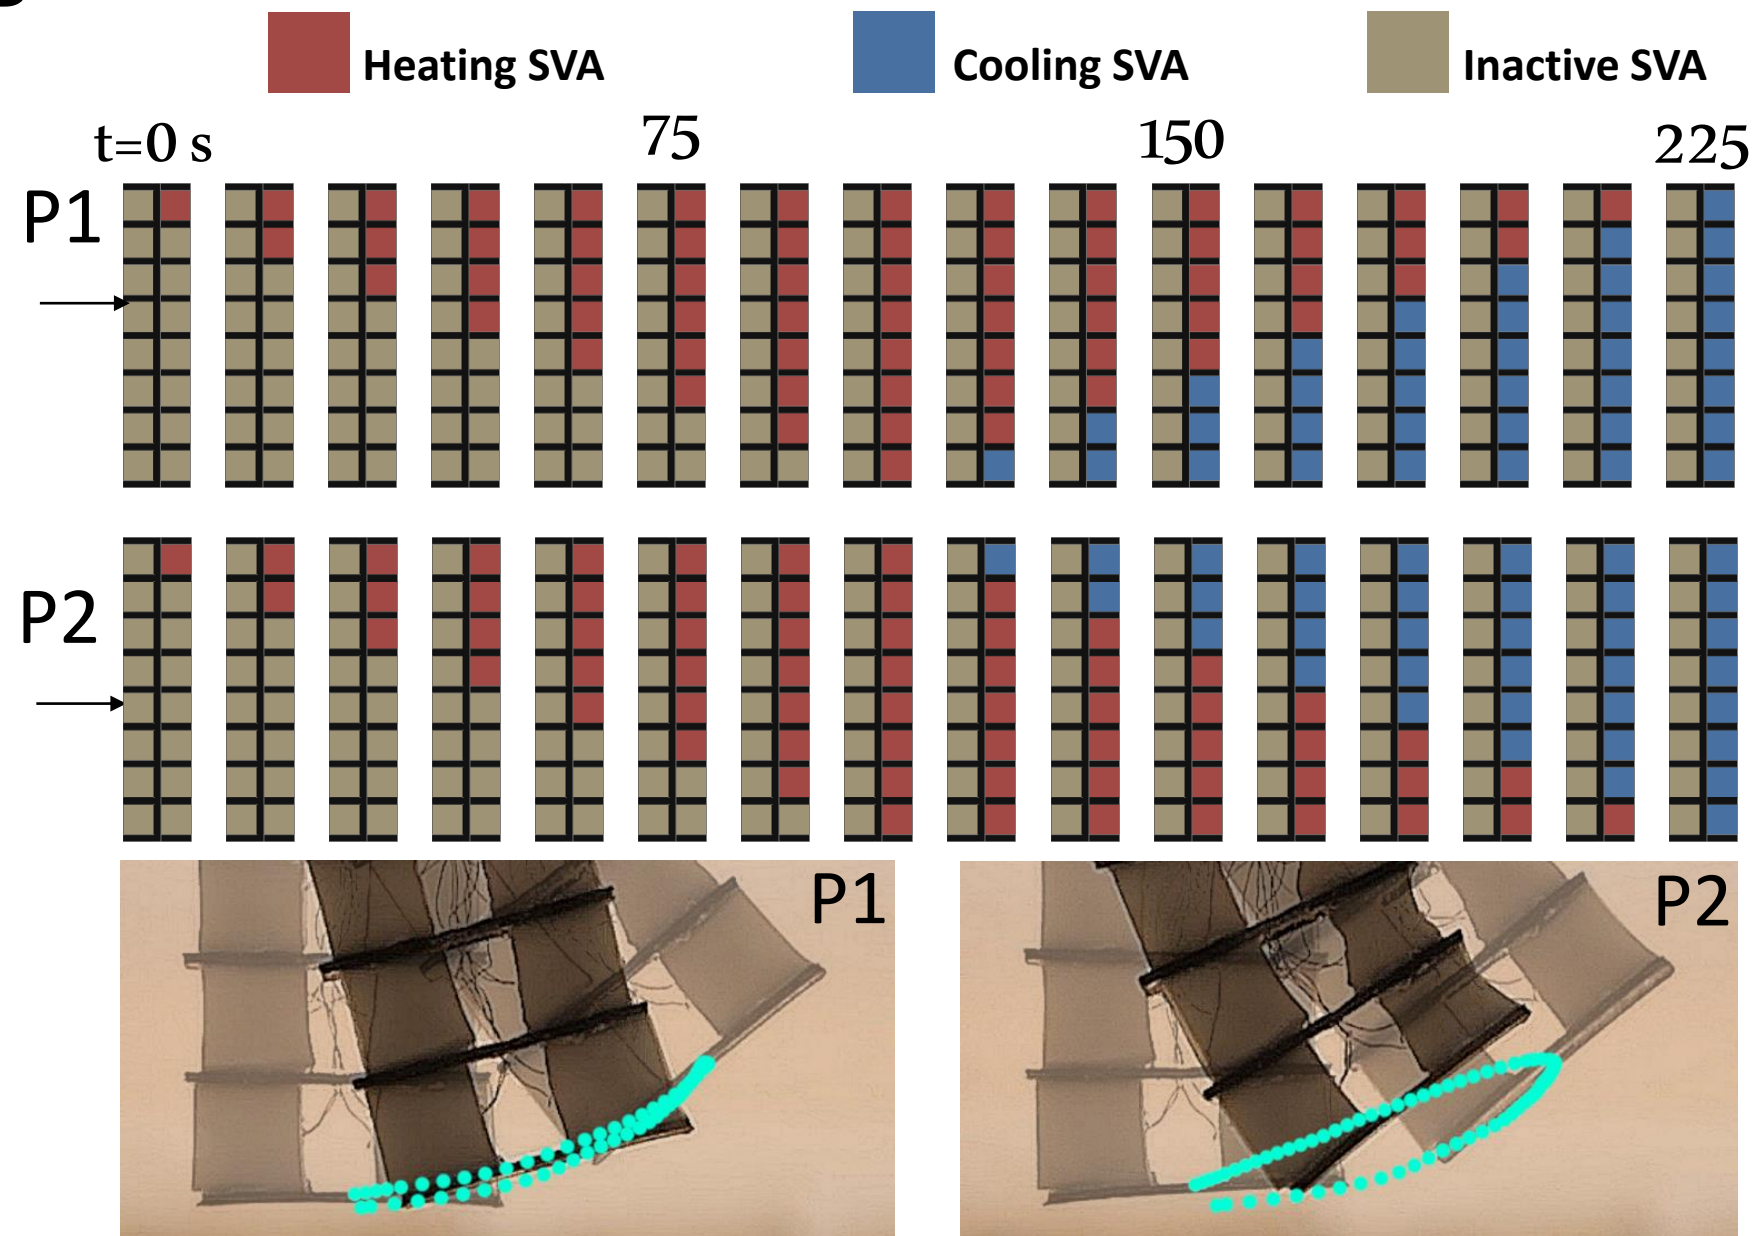 Heating SVA
Cooling SVA
Inactive SVA
t=0 s
75
150
225
P1
P2
P1
P2